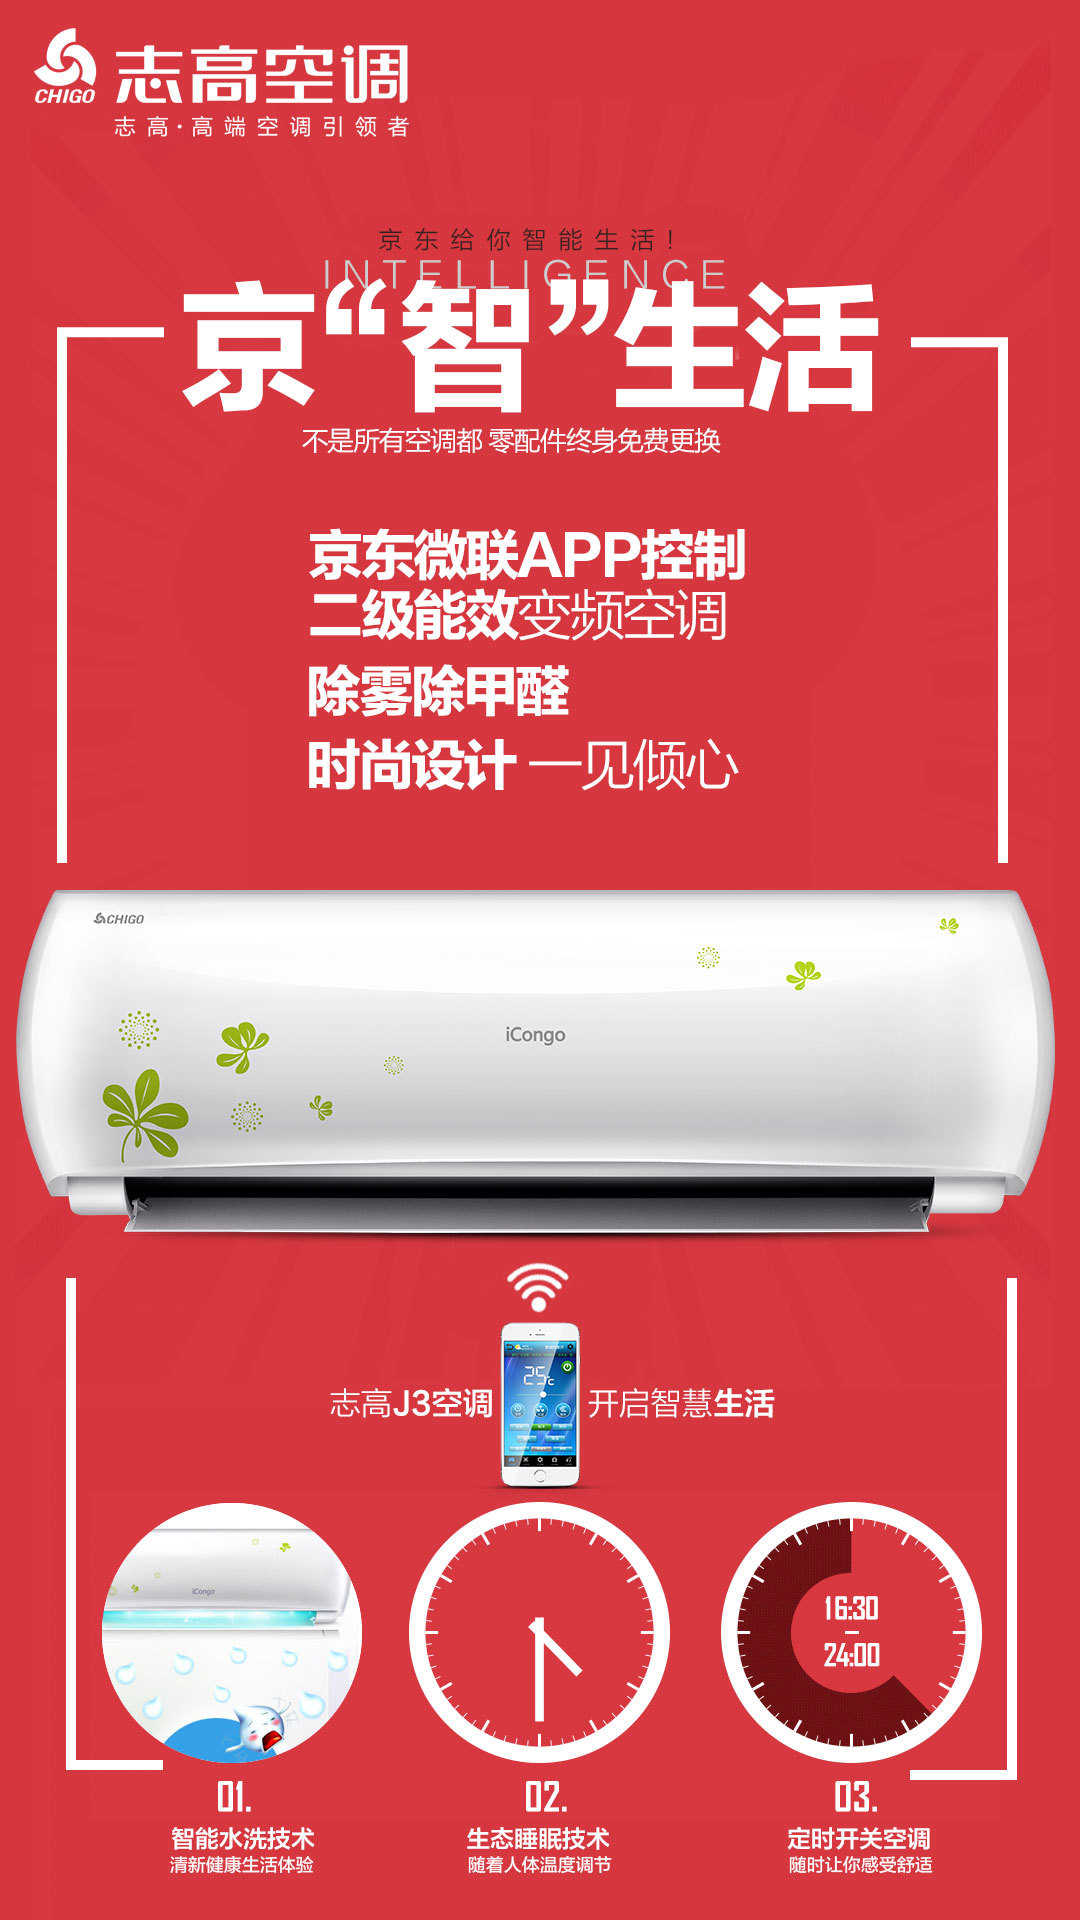 CHIGO
志高空调
志高·高端空调引领者
京东给你智能生活！
INTELLIGENCE
京“智”生活
不是所有空调都 零配件终身免费更换
京东微联APP控制
二级能效变频空调
除雾除甲醛
时尚设计 一见倾心
CHIGO
iCongo
25℃
志高J3空调 开启智慧生活
iCongo
16:30
—
24:00
01.
智能水洗技术
清新健康生活体验
02.
生态睡眠技术
随着人体温度调节
03.
定时开关空调
随时让你感受舒适